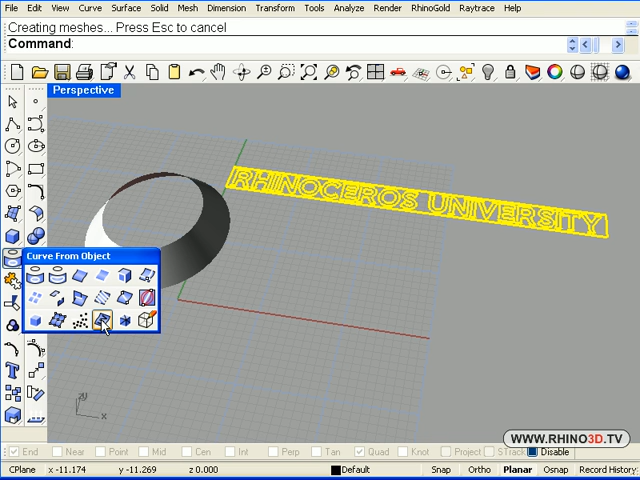 File Edit View Curve Surface Solid Mesh Dimension Transform Tools Analyze Render RhinoGold Raytrace Help
Creating meshes... Press Esc to cancel
Command:
Perspective
RHINOCEROS UNIVERSITY
Curve From Object
x
WWW.RHINO3D.TV
End Near Point Mid Cen Int Perp Tan Quad Knot Project STrack Disable
CPlane x -11.174 y -11.269 z 0.000 Default Snap Ortho Planar Osnap Record History